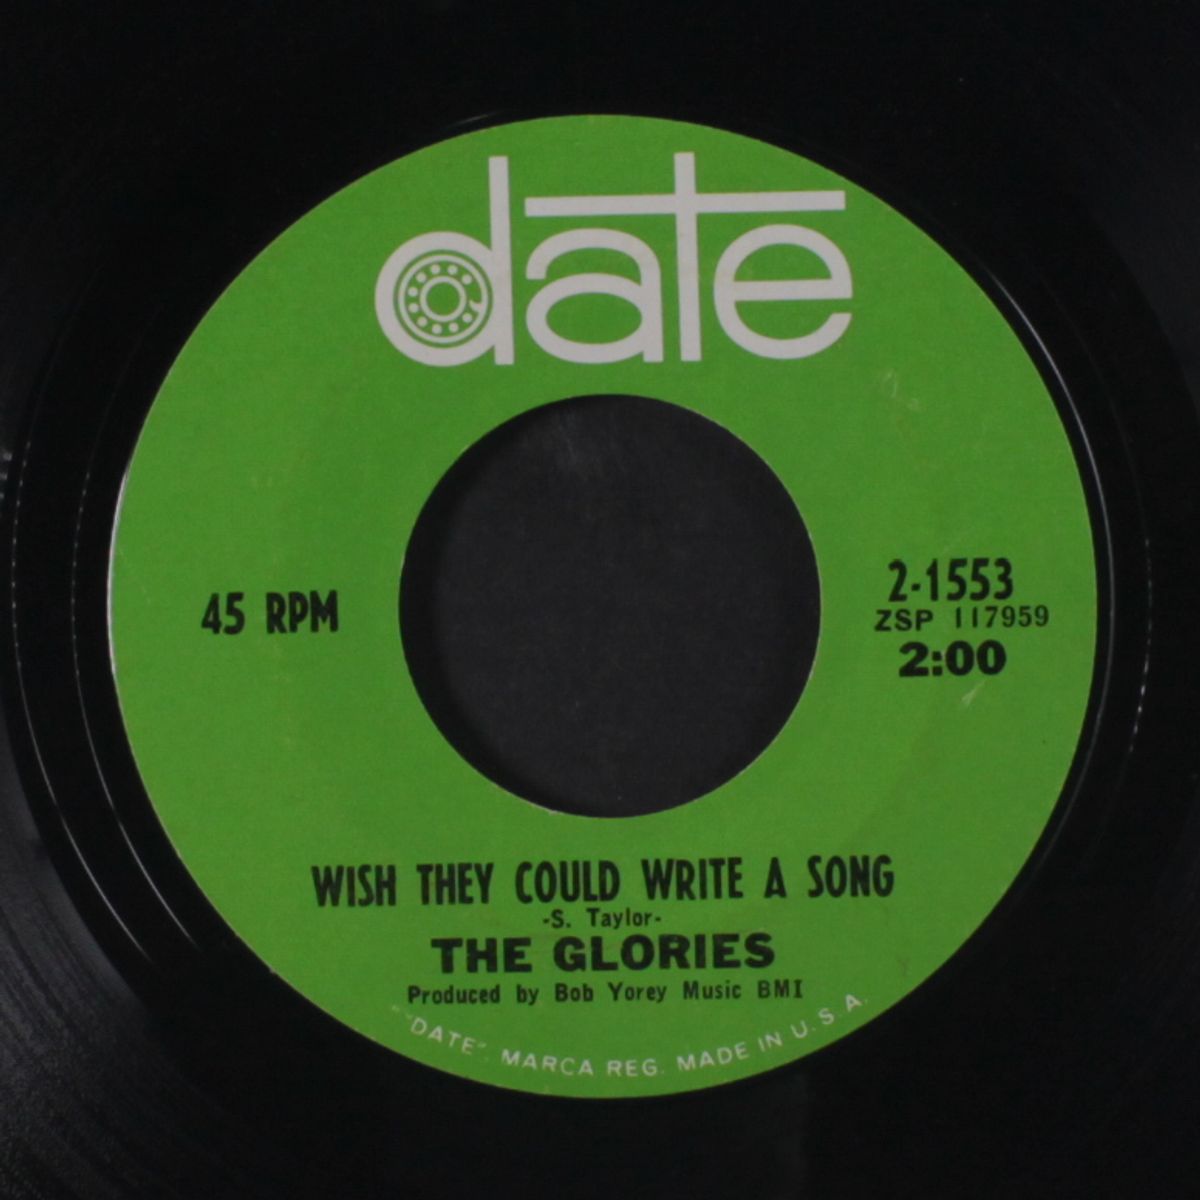 date
45 RPM
2-1553
ZSP 117959
2:00
WISH THEY COULD WRITE A SONG
-S. Taylor-
THE GLORIES
Produced by Bob Yorey Music BMI
"DATE", MARCA REG. MADE IN U.S.A.